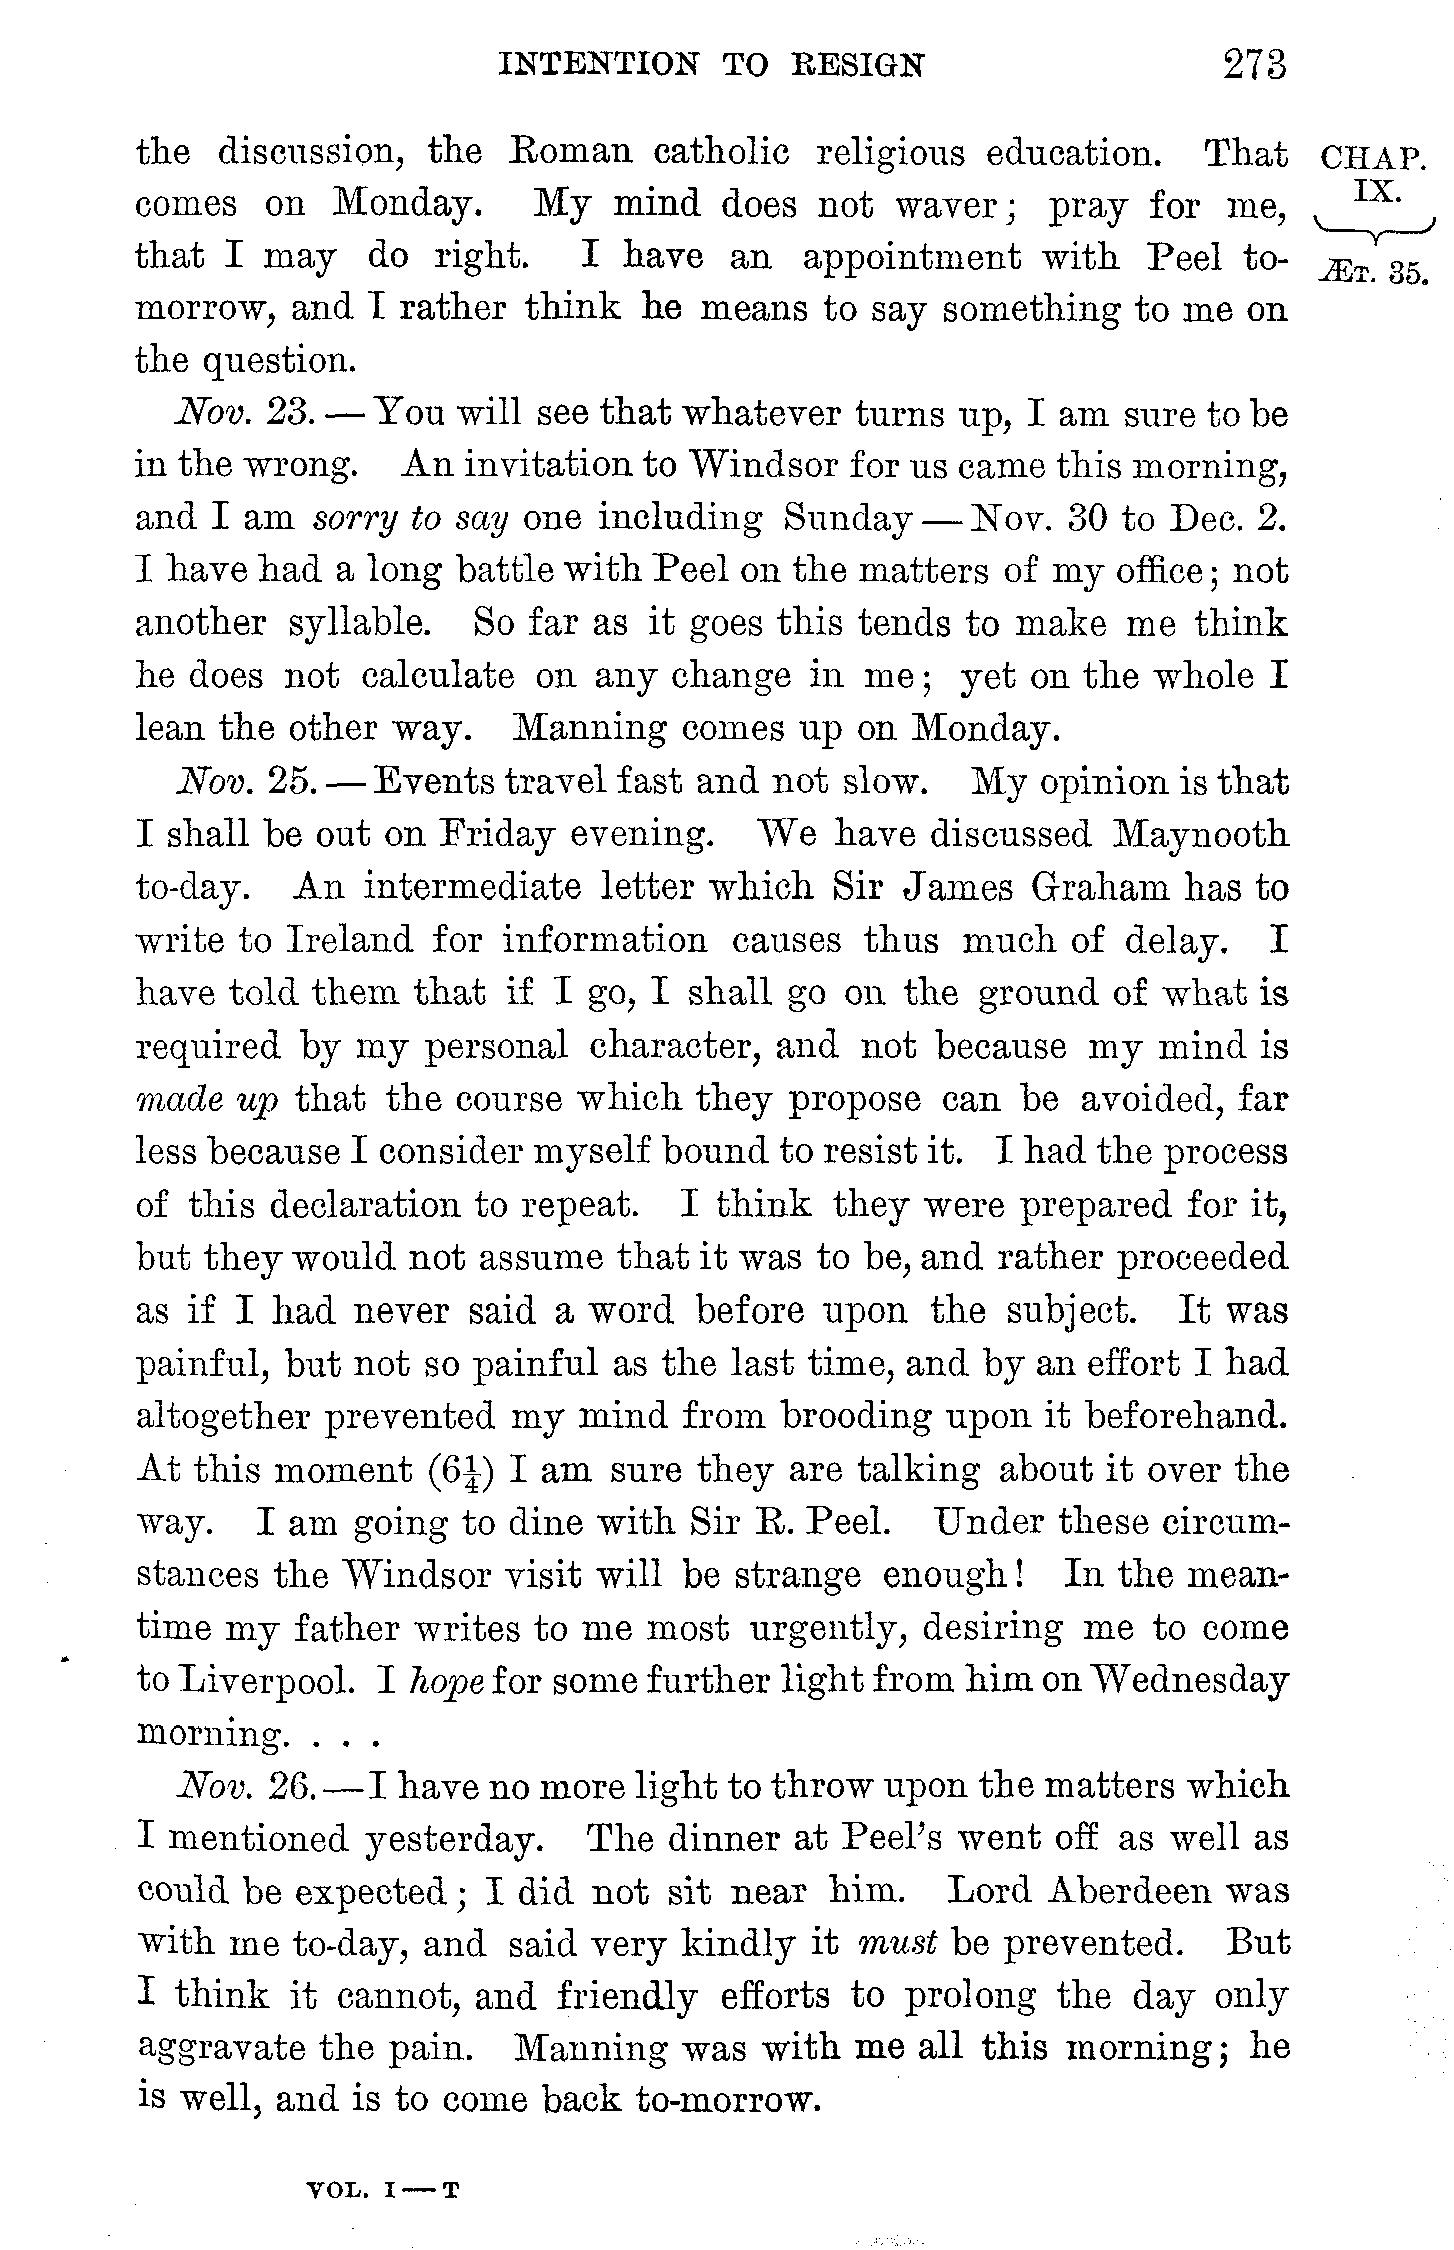 INTENTION TO RESIGN 273
the discussion, the Roman catholic religious education. That
comes on Monday. My mind does not waver; pray for me,
that I may do right. I have an appointment with Peel to-
morrow, and I rather think he means to say something to me on
the question.
CHAP.
IX.
ÆT. 35.
Nov. 23.—You will see that whatever turns up, I am sure to be
in the wrong. An invitation to Windsor for us came this morning,
and I am sorry to say one including Sunday—Nov. 30 to Dec. 2.
I have had a long battle with Peel on the matters of my office; not
another syllable. So far as it goes this tends to make me think
he does not calculate on any change in me; yet on the whole I
lean the other way. Manning comes up on Monday.
Nov. 25.—Events travel fast and not slow. My opinion is that
I shall be out on Friday evening. We have discussed Maynooth
to-day. An intermediate letter which Sir James Graham has to
write to Ireland for information causes thus much of delay. I
have told them that if I go, I shall go on the ground of what is
required by my personal character, and not because my mind is
made up that the course which they propose can be avoided, far
less because I consider myself bound to resist it. I had the process
of this declaration to repeat. I think they were prepared for it,
but they would not assume that it was to be, and rather proceeded
as if I had never said a word before upon the subject. It was
painful, but not so painful as the last time, and by an effort I had
altogether prevented my mind from brooding upon it beforehand.
At this moment (6¼) I am sure they are talking about it over the
way. I am going to dine with Sir R. Peel. Under these circum-
stances the Windsor visit will be strange enough! In the mean-
time my father writes to me most urgently, desiring me to come
to Liverpool. I hope for some further light from him on Wednesday
morning. . . .
Nov. 26.—I have no more light to throw upon the matters which
I mentioned yesterday. The dinner at Peel's went off as well as
could be expected; I did not sit near him. Lord Aberdeen was
with me to-day, and said very kindly it must be prevented. But
I think it cannot, and friendly efforts to prolong the day only
aggravate the pain. Manning was with me all this morning; he
is well, and is to come back to-morrow.
VOL. I—T